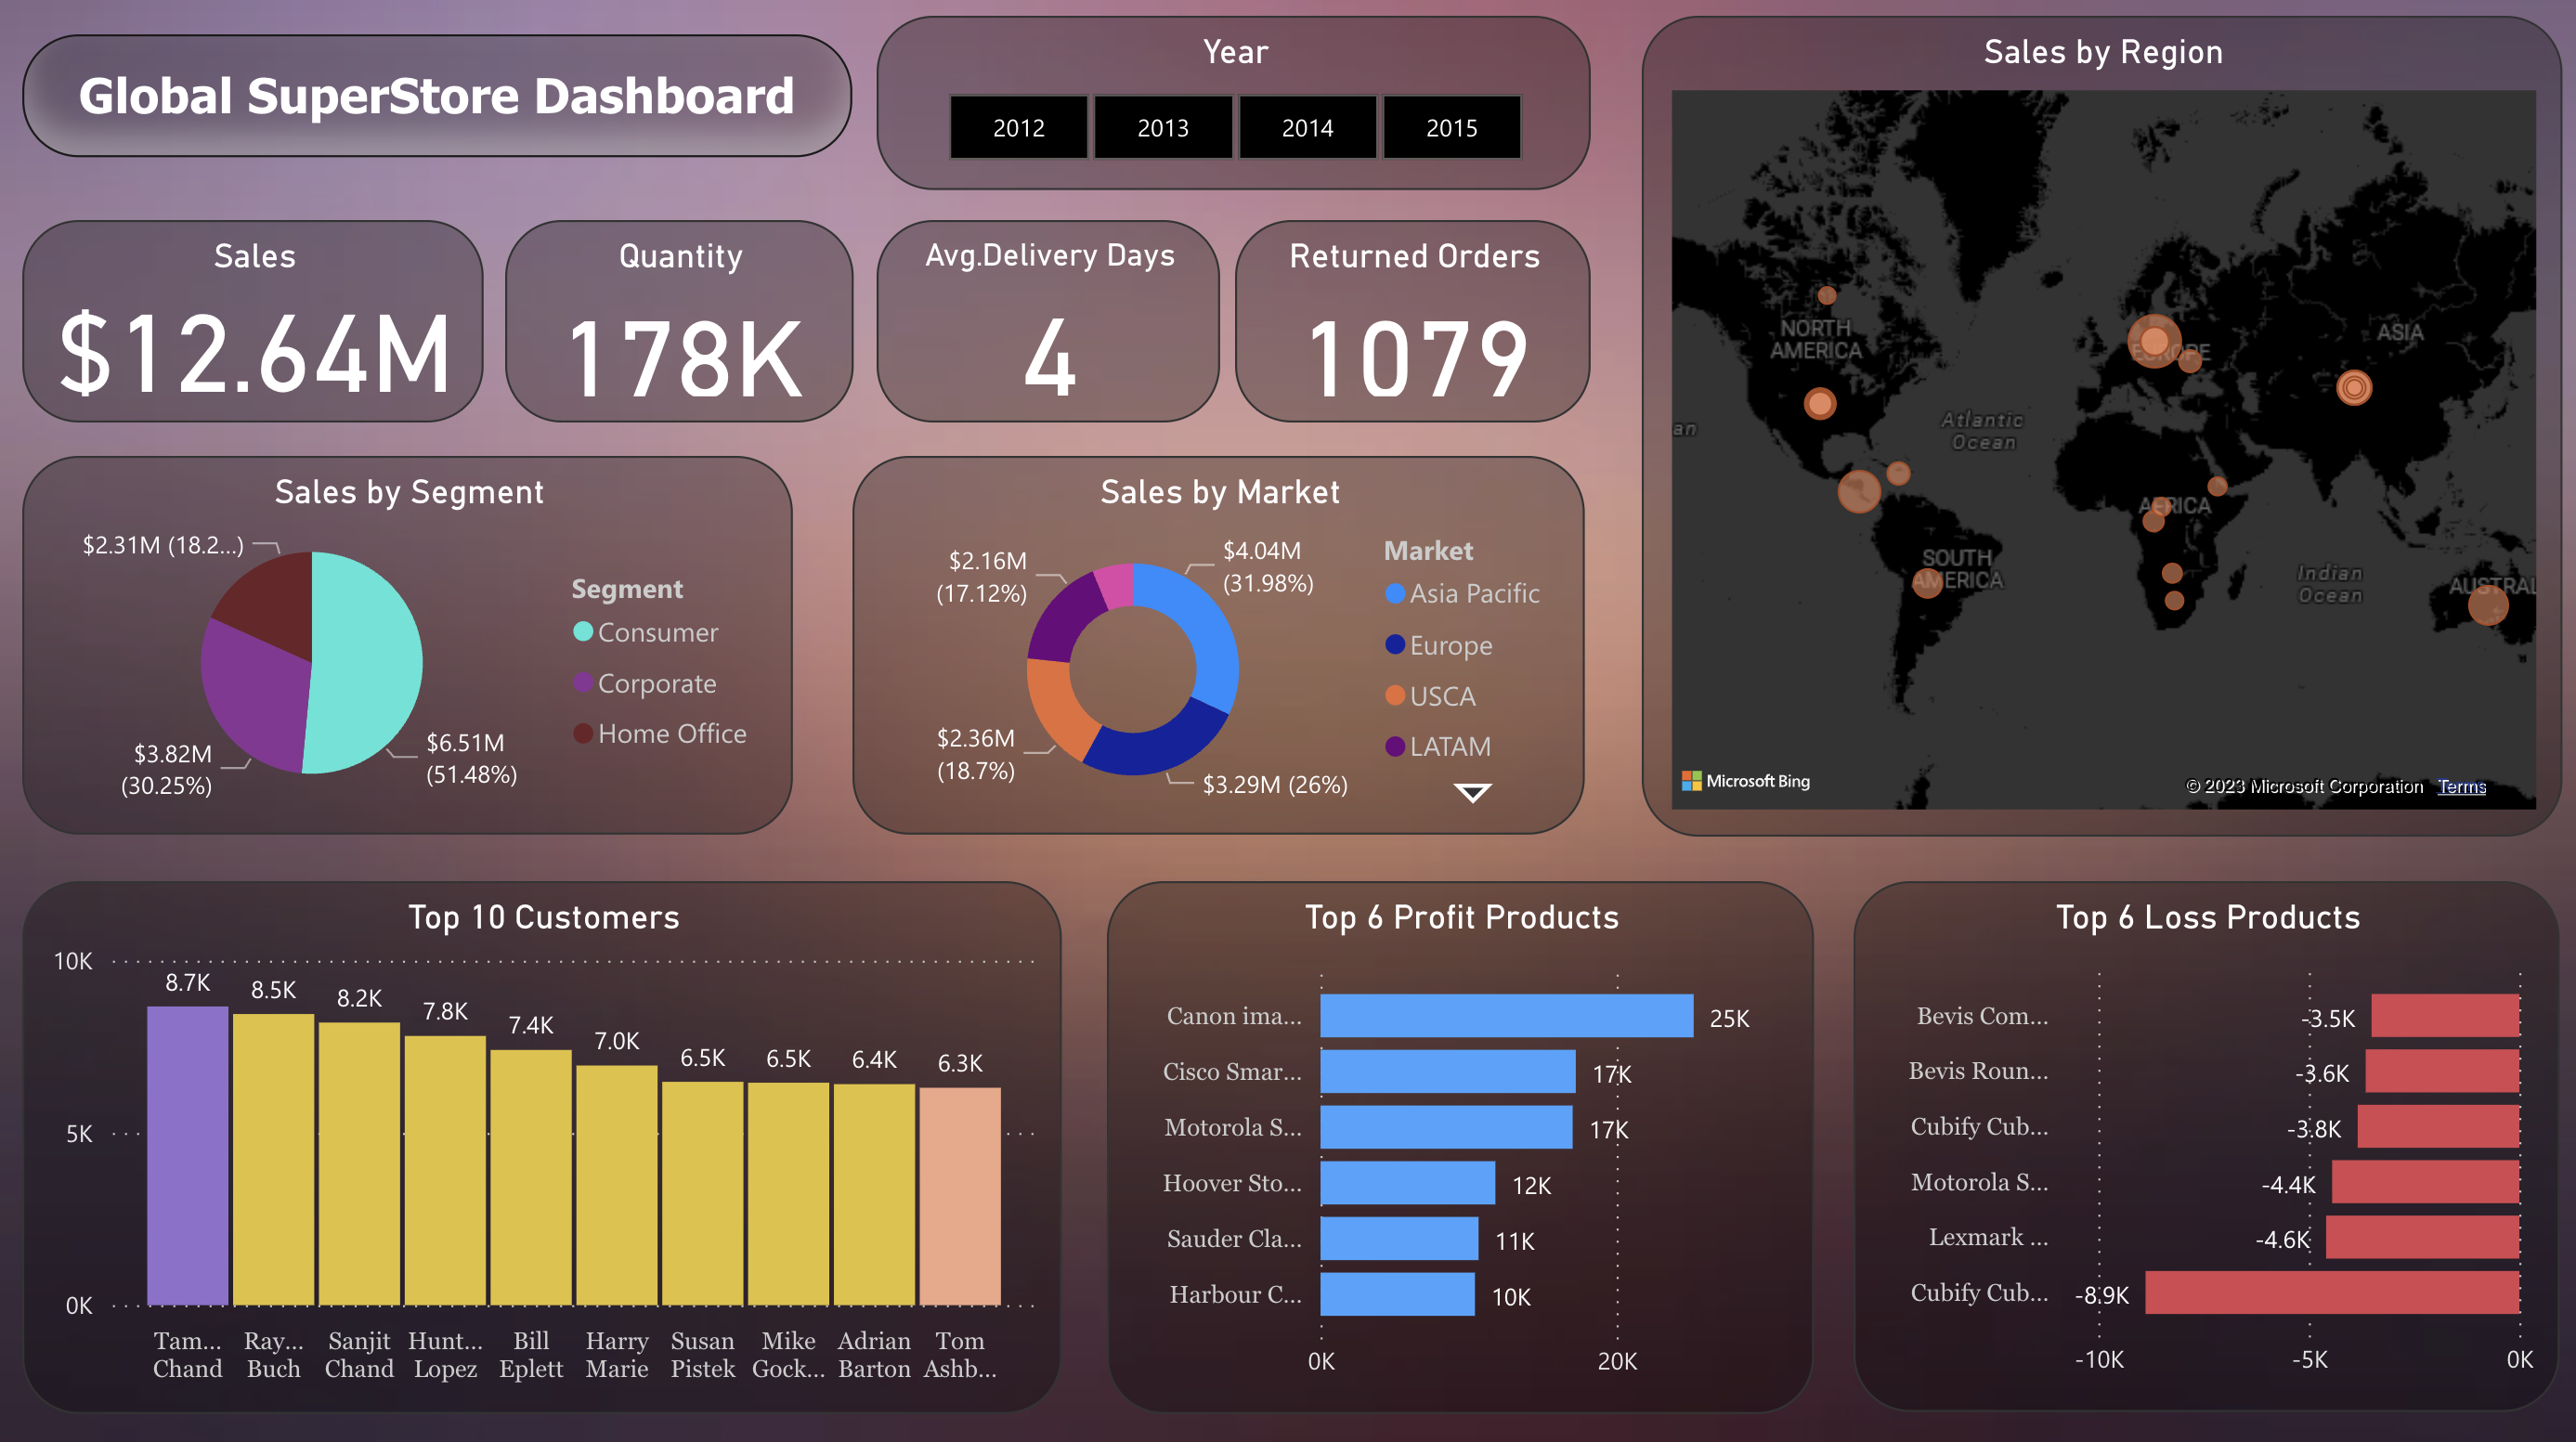 Global SuperStore Dashboard
Year
2012
2013
2014
2015
Sales
$12.64M
Quantity
178K
Avg.Delivery Days
4
Returned Orders
1079
Sales by Segment
$2.31M (18.2...)
$3.82M
(30.25%)
$6.51M
(51.48%)
Segment
Consumer
Corporate
Home Office
Sales by Market
$2.16M
(17.12%)
$4.04M
(31.98%)
$2.36M
(18.7%)
$3.29M (26%)
Market
Asia Pacific
Europe
USCA
LATAM
Sales by Region
NORTH
AMERICA
EUROPE
ASIA
an
Atlantic
Ocean
AFRICA
SOUTH
AMERICA
Indian
Ocean
AUSTRAL
Microsoft Bing
© 2023 Microsoft Corporation Terms
Top 10 Customers
10K
5K
0K
8.7K
8.5K
8.2K
7.8K
7.4K
7.0K
6.5K
6.5K
6.4K
6.3K
Tam...
Chand
Ray...
Buch
Sanjit
Chand
Hunt...
Lopez
Bill
Eplett
Harry
Marie
Susan
Pistek
Mike
Gock...
Adrian
Barton
Tom
Ashb...
Top 6 Profit Products
Canon ima...
25K
Cisco Smar...
17K
Motorola S...
17K
Hoover Sto...
12K
Sauder Cla...
11K
Harbour C...
10K
0K
20K
Top 6 Loss Products
Bevis Com...
-3.5K
Bevis Roun...
-3.6K
Cubify Cub...
-3.8K
Motorola S...
-4.4K
Lexmark ...
-4.6K
Cubify Cub...
-8.9K
-10K
-5K
0K